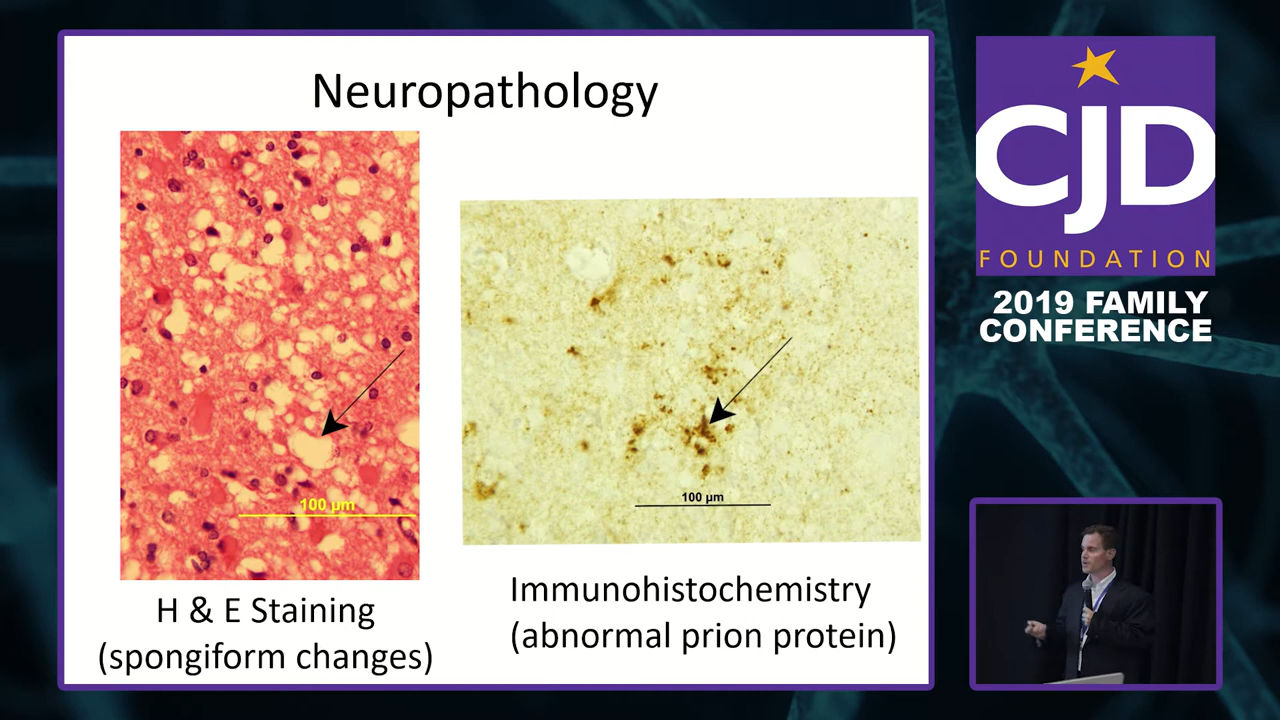 Neuropathology
100 µm
H & E Staining
(spongiform changes)
100 µm
Immunohistochemistry
(abnormal prion protein)
CJD
FOUNDATION
2019 FAMILY
CONFERENCE